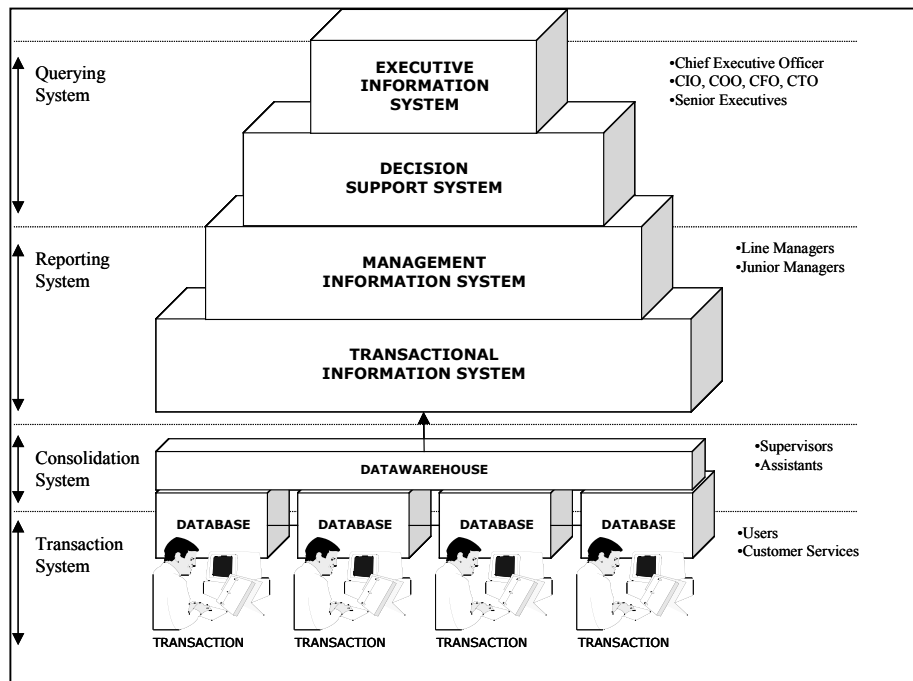 Querying
System
EXECUTIVE
INFORMATION
SYSTEM
•Chief Executive Officer
•CIO, COO, CFO, CTO
•Senior Executives
DECISION
SUPPORT SYSTEM
Reporting
System
MANAGEMENT
INFORMATION SYSTEM
•Line Managers
•Junior Managers
TRANSACTIONAL
INFORMATION SYSTEM
Consolidation
System
DATAWAREHOUSE
•Supervisors
•Assistants
Transaction
System
DATABASE DATABASE DATABASE DATABASE
•Users
•Customer Services
TRANSACTION TRANSACTION TRANSACTION TRANSACTION